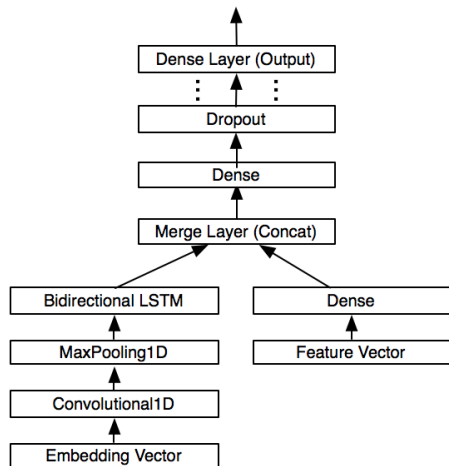 Dense Layer (Output)
Dropout
Dense
Merge Layer (Concat)
Bidirectional LSTM
Dense
MaxPooling1D
Feature Vector
Convolutional1D
Embedding Vector